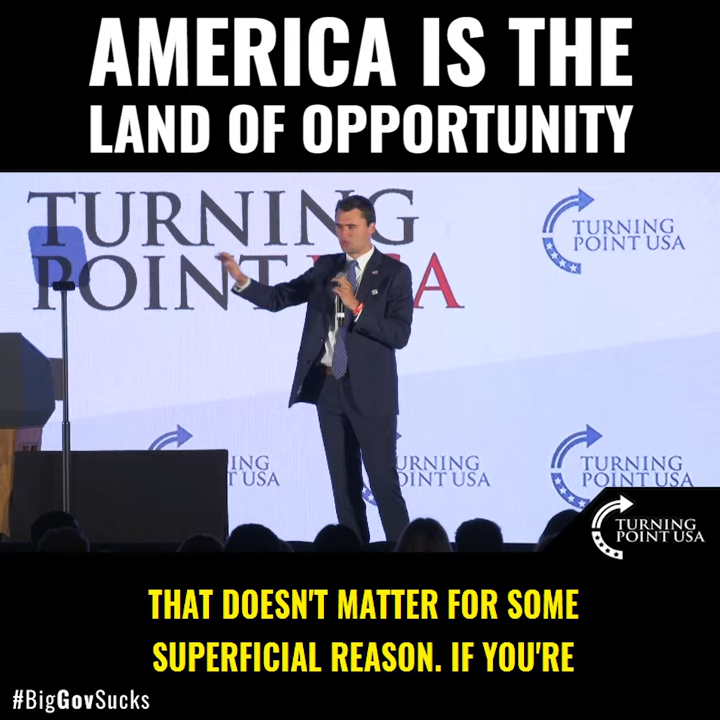 AMERICA IS THE
LAND OF OPPORTUNITY
TURNING
POINT USA
TURNING
POINT USA
ING
T USA
URNING
OINT USA
TURNING
POINT USA
TURNING
POINT USA
THAT DOESN'T MATTER FOR SOME
SUPERFICIAL REASON. IF YOU'RE
#BigGovSucks